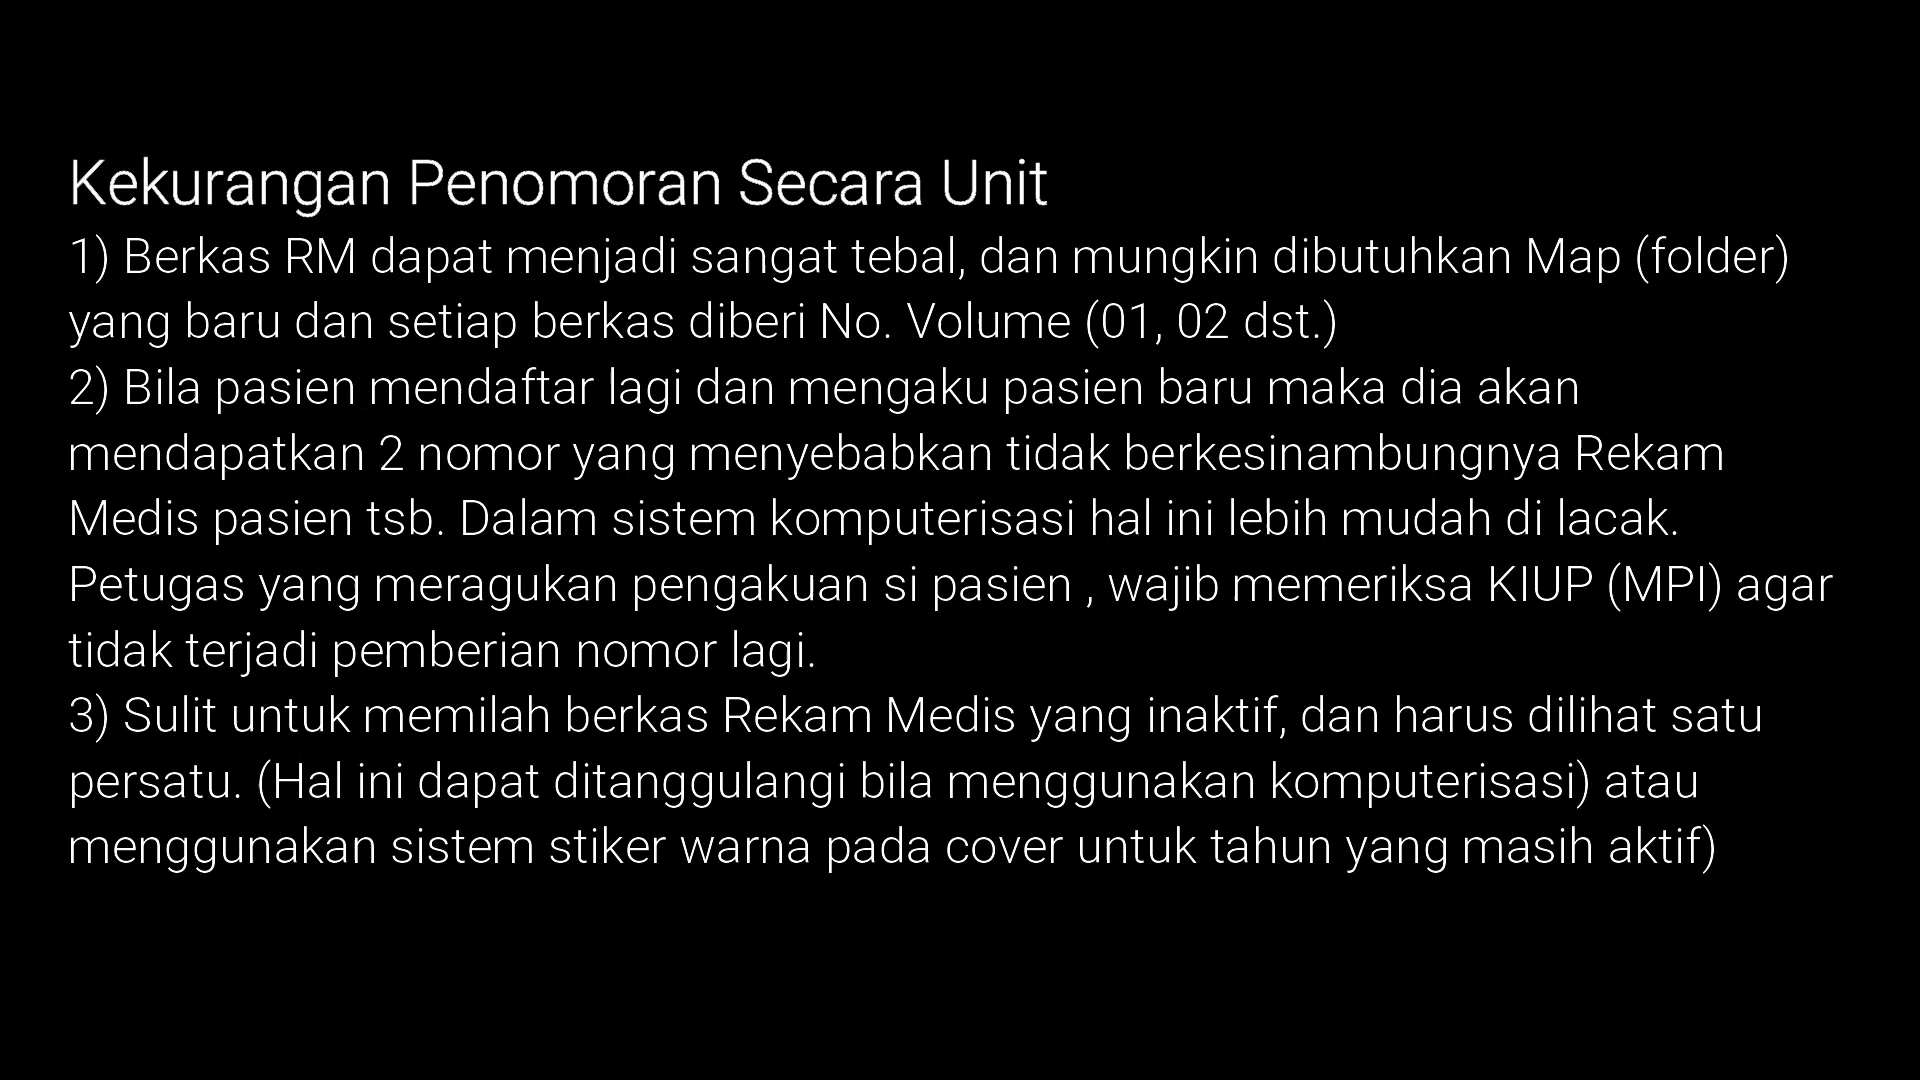 Kekurangan Penomoran Secara Unit
1) Berkas RM dapat menjadi sangat tebal, dan mungkin dibutuhkan Map (folder)
yang baru dan setiap berkas diberi No. Volume (01, 02 dst.)
2) Bila pasien mendaftar lagi dan mengaku pasien baru maka dia akan
mendapatkan 2 nomor yang menyebabkan tidak berkesinambungnya Rekam
Medis pasien tsb. Dalam sistem komputerisasi hal ini lebih mudah di lacak.
Petugas yang meragukan pengakuan si pasien , wajib memeriksa KIUP (MPI) agar
tidak terjadi pemberian nomor lagi.
3) Sulit untuk memilah berkas Rekam Medis yang inaktif, dan harus dilihat satu
persatu. (Hal ini dapat ditanggulangi bila menggunakan komputerisasi) atau
menggunakan sistem stiker warna pada cover untuk tahun yang masih aktif)